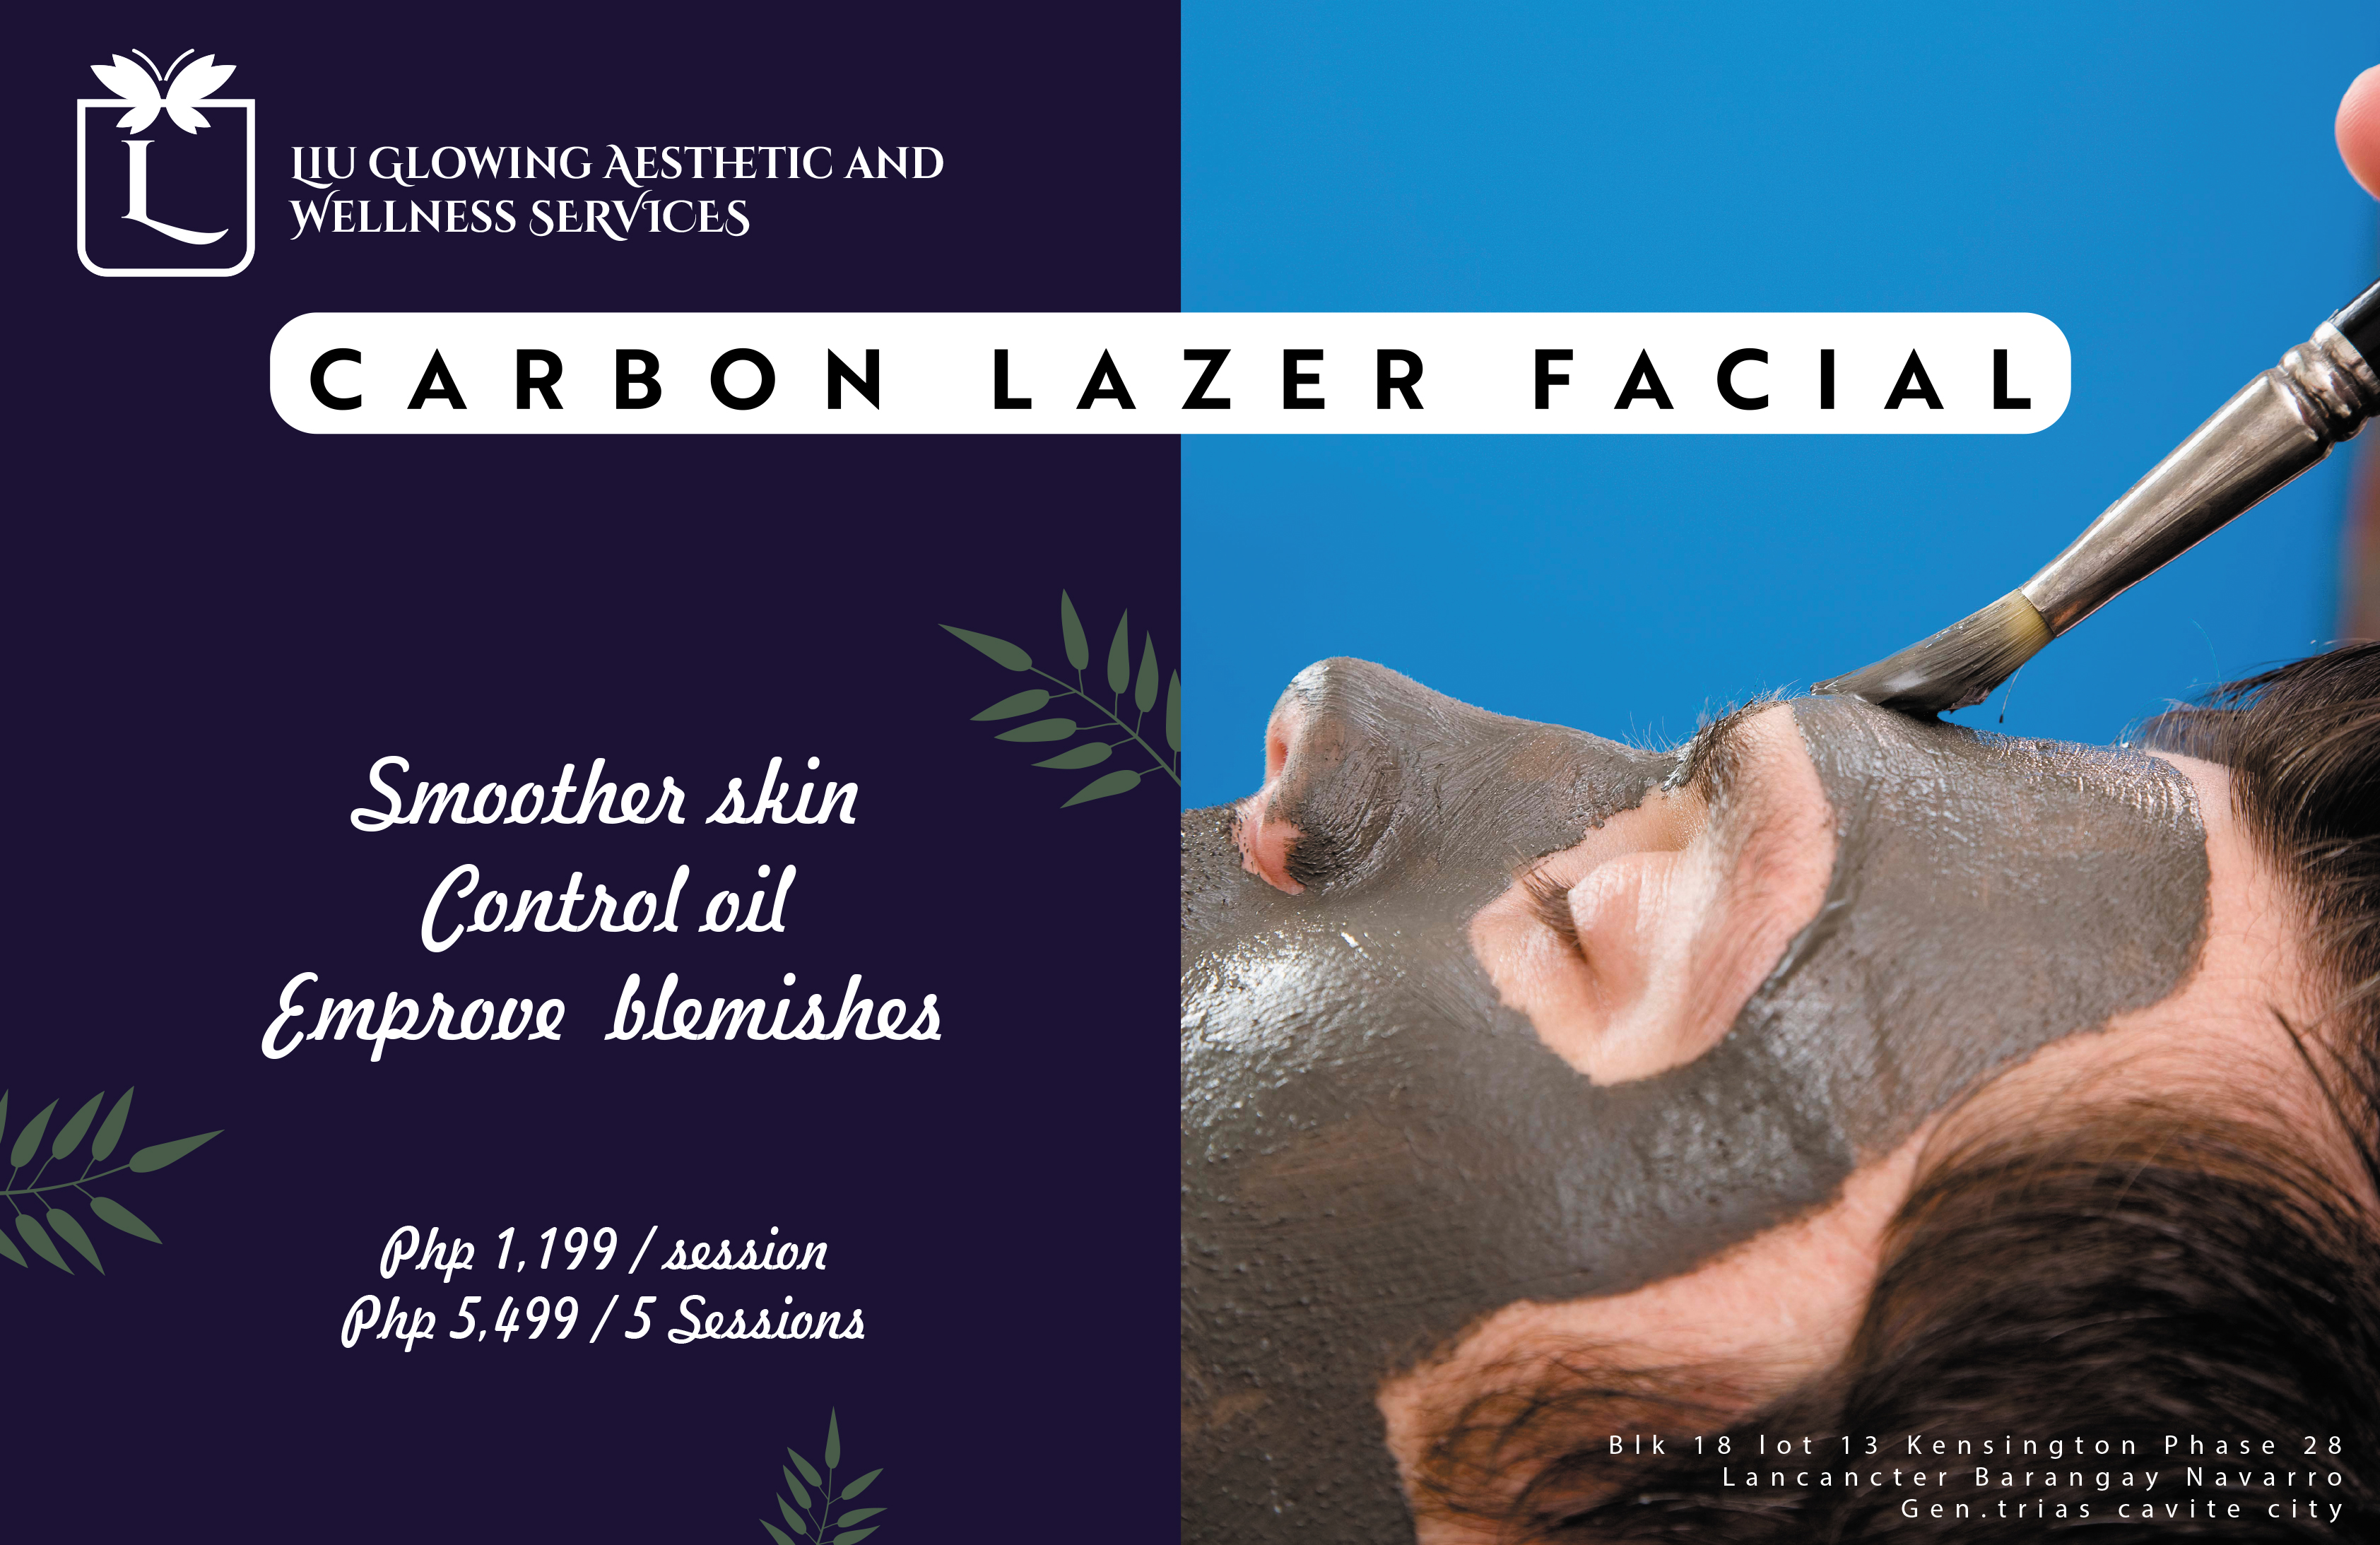 L
LIU GLOWING AESTHETIC AND
WELLNESS SERVICES
CARBON LAZER FACIAL
Smoother skin
Control oil
Emprove blemishes
Php 1,199 / session
Php 5,499 / 5 Sessions
Blk 18 lot 13 Kensington Phase 28
Lancancter Barangay Navarro
Gen.trias cavite city